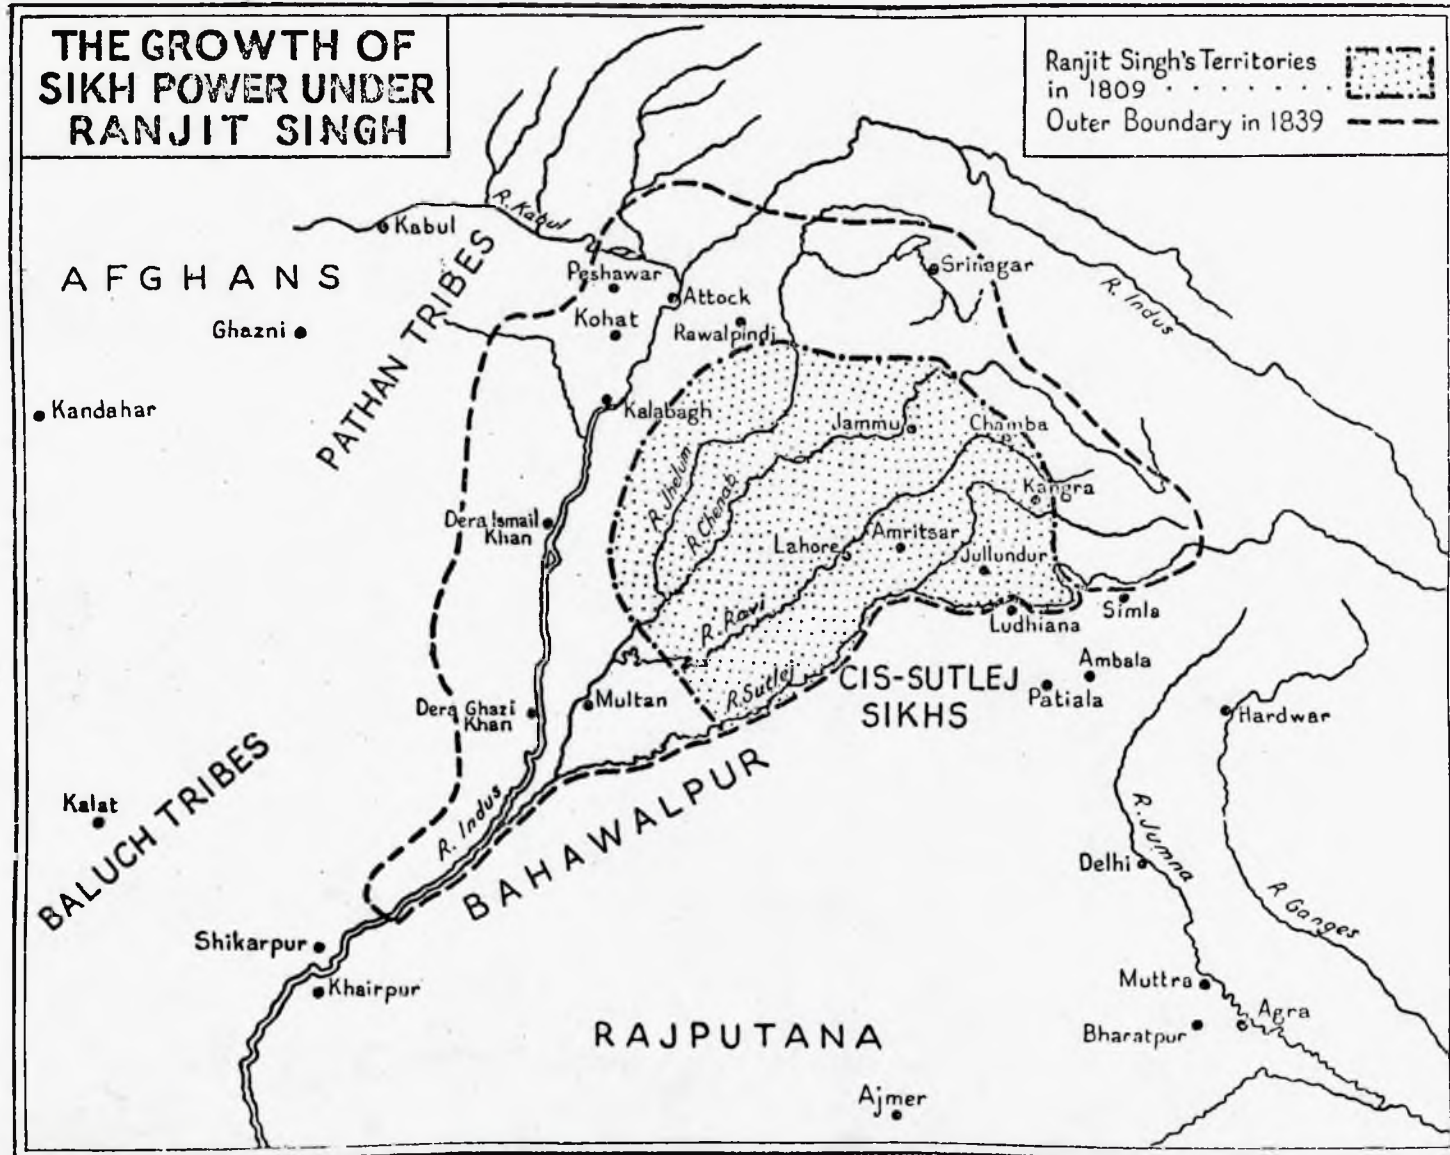 THE GROWTH OF
SIKH POWER UNDER
RANJIT SINGH
Ranjit Singh's Territories
in 1809
Outer Boundary in 1839
R. Kabul
Kabul
AFGHANS
Peshawar
Srinagar
Attock
R. Indus
Ghazni
Kohat
Rawalpindi
PATHAN TRIBES
Kandahar
Kalabagh
Jammu
Chamba
R. Jhelum
R. Chenab
Kangra
Dera Ismail
Khan
Lahore
Amritsar
Jullundur
R. Ravi
Ludhiana
Simla
Ambala
CIS-SUTLEJ
SIKHS
Patiala
R. Sutlej
Multan
Dera Ghazi
Khan
Hardwar
BALUCH TRIBES
Kalat
R. Indus
BAHAWALPUR
R. Jumna
Delhi
R Ganges
Shikarpur
Khairpur
Muttra
Agra
Bharatpur
RAJPUTANA
Ajmer